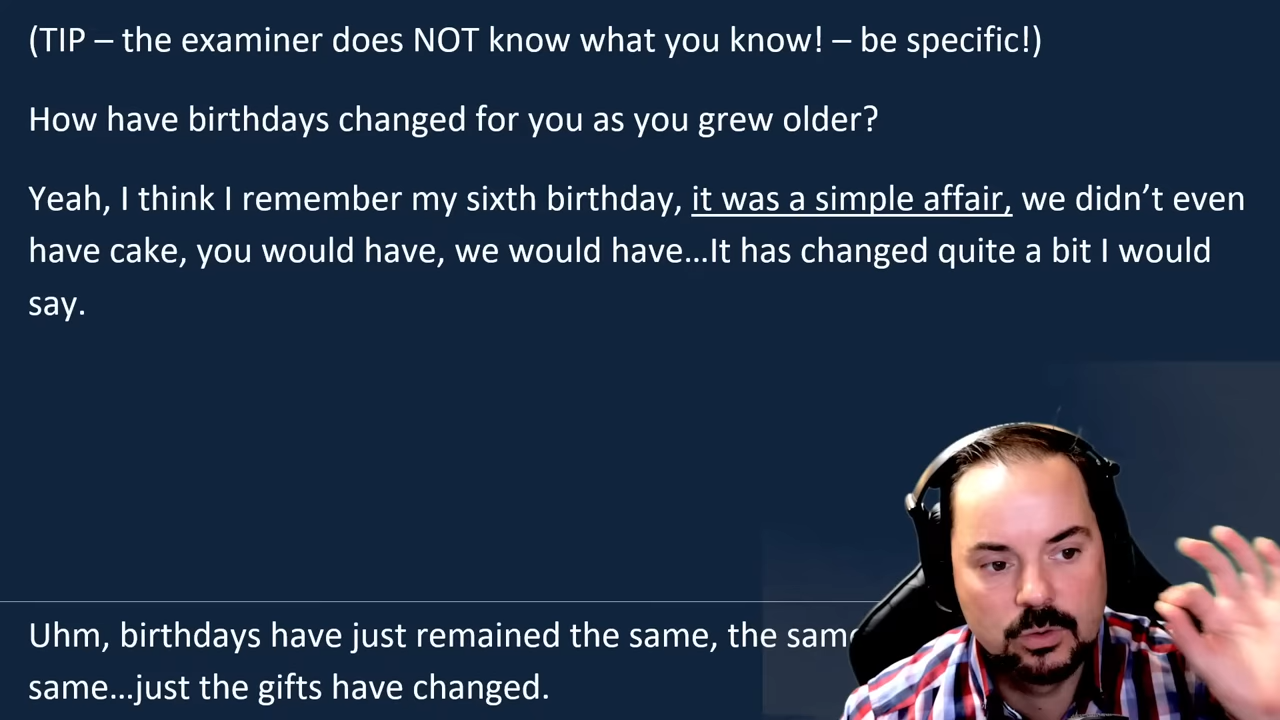 (TIP – the examiner does NOT know what you know! – be specific!)
How have birthdays changed for you as you grew older?
Yeah, I think I remember my sixth birthday, it was a simple affair, we didn’t even
have cake, you would have, we would have…It has changed quite a bit I would
say.
Uhm, birthdays have just remained the same, the
same…just the gifts have changed.